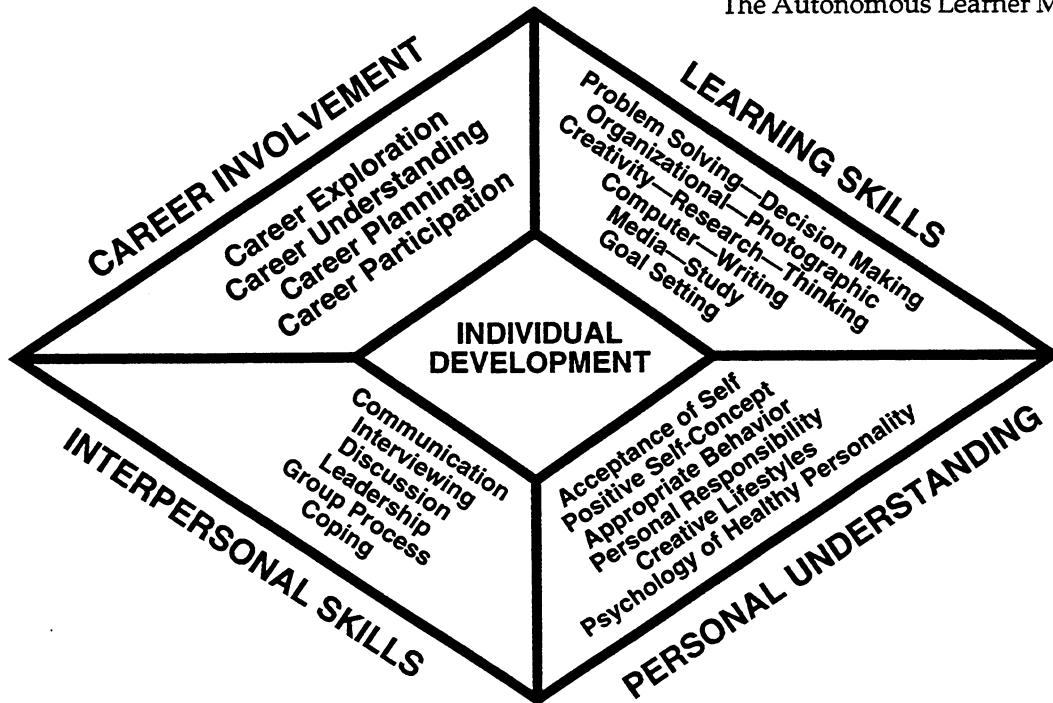 The Autonomous Learner
CAREER INVOLVEMENT
Career Exploration
Career Understanding
Career Planning
Career Participation
LEARNING SKILLS
Problem Solving—Decision Making
Organizational—Photographic
Creativity—Research—Thinking
Computer—Writing
Media—Study
Goal Setting
INDIVIDUAL
DEVELOPMENT
INTERPERSONAL SKILLS
Communication
Interviewing
Discussion
Leadership
Group Process
Coping
PERSONAL UNDERSTANDING
Acceptance of Self
Positive Self-Concept
Appropriate Behavior
Personal Responsibility
Creative Lifestyles
Psychology of Healthy Personality